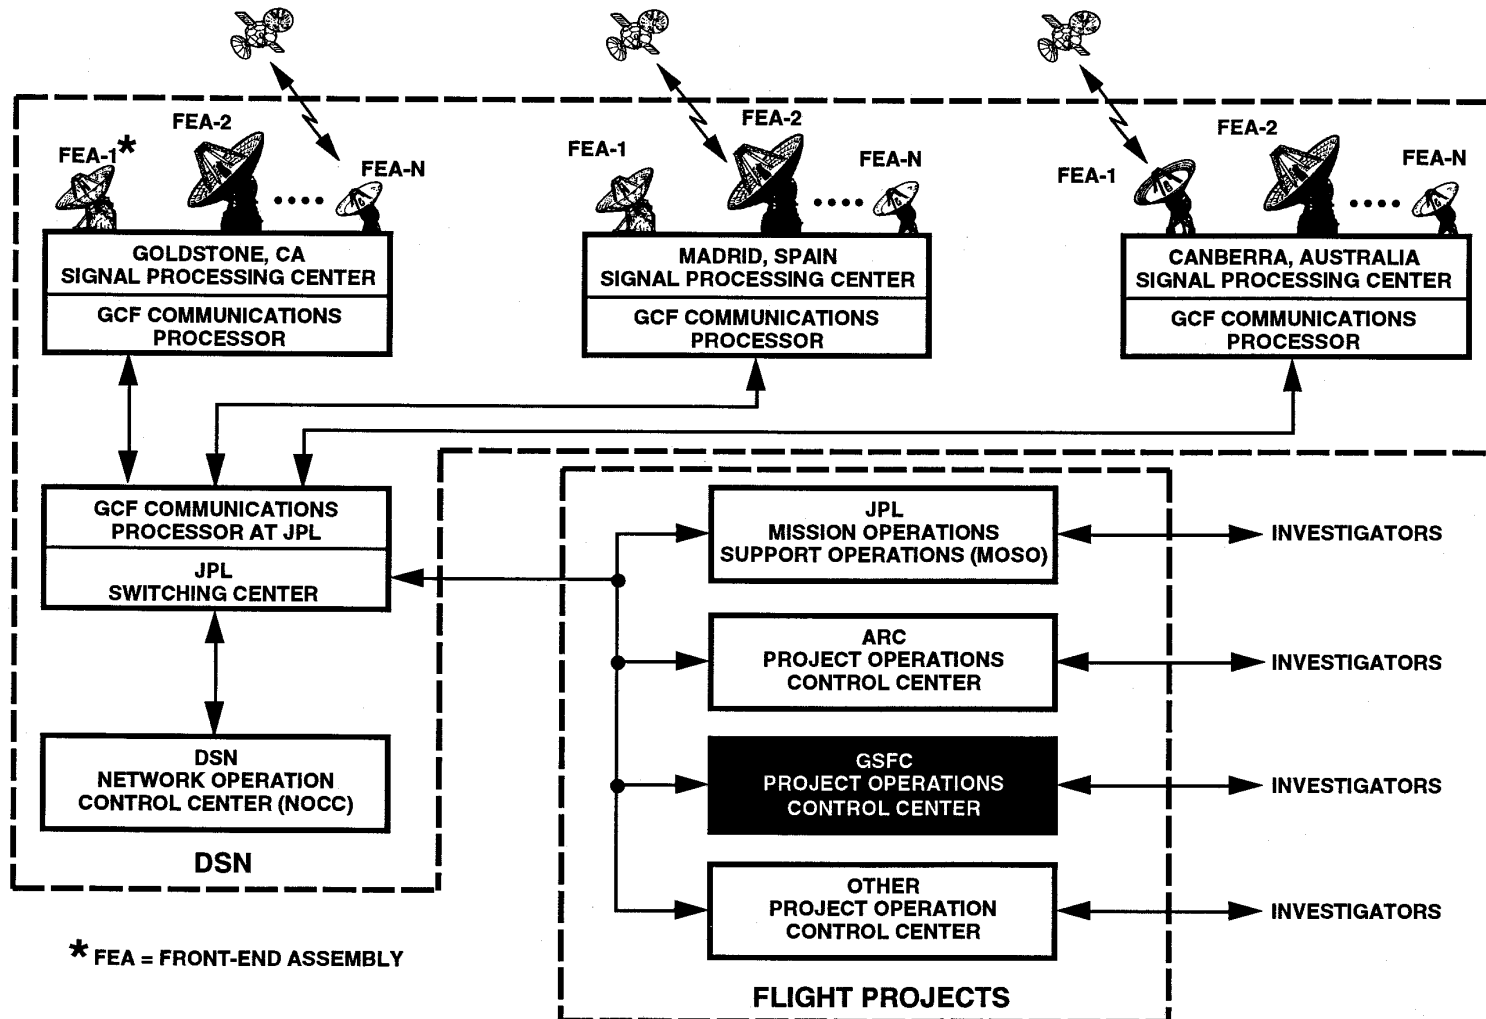 FEA-1*
FEA-2
FEA-N
GOLDSTONE, CA
SIGNAL PROCESSING CENTER
GCF COMMUNICATIONS
PROCESSOR
FEA-1
FEA-2
FEA-N
MADRID, SPAIN
SIGNAL PROCESSING CENTER
GCF COMMUNICATIONS
PROCESSOR
FEA-1
FEA-2
FEA-N
CANBERRA, AUSTRALIA
SIGNAL PROCESSING CENTER
GCF COMMUNICATIONS
PROCESSOR
GCF COMMUNICATIONS
PROCESSOR AT JPL
JPL
SWITCHING CENTER
DSN
NETWORK OPERATION
CONTROL CENTER (NOCC)
DSN
* FEA = FRONT-END ASSEMBLY
JPL
MISSION OPERATIONS
SUPPORT OPERATIONS (MOSO)
INVESTIGATORS
ARC
PROJECT OPERATIONS
CONTROL CENTER
INVESTIGATORS
GSFC
PROJECT OPERATIONS
CONTROL CENTER
INVESTIGATORS
OTHER
PROJECT OPERATION
CONTROL CENTER
INVESTIGATORS
FLIGHT PROJECTS